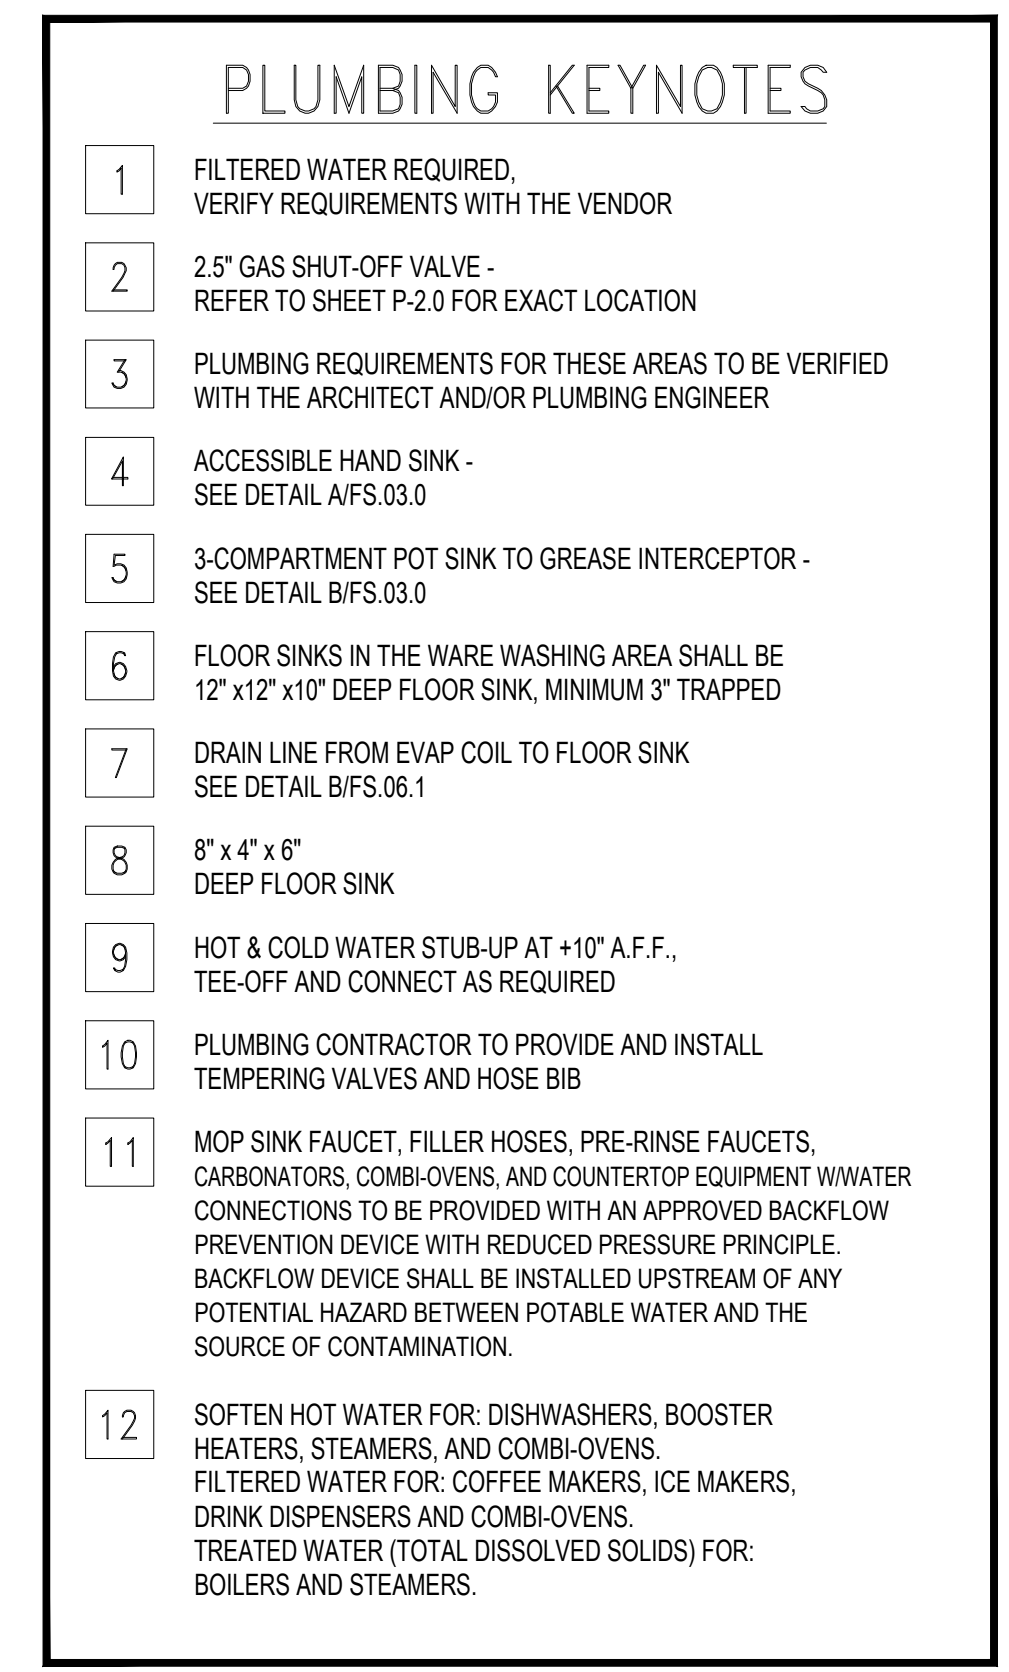 PLUMBING KEYNOTES
1 FILTERED WATER REQUIRED,
VERIFY REQUIREMENTS WITH THE VENDOR
2 2.5" GAS SHUT-OFF VALVE -
REFER TO SHEET P-2.0 FOR EXACT LOCATION
3 PLUMBING REQUIREMENTS FOR THESE AREAS TO BE VERIFIED
WITH THE ARCHITECT AND/OR PLUMBING ENGINEER
4 ACCESSIBLE HAND SINK -
SEE DETAIL A/FS.03.0
5 3-COMPARTMENT POT SINK TO GREASE INTERCEPTOR -
SEE DETAIL B/FS.03.0
6 FLOOR SINKS IN THE WARE WASHING AREA SHALL BE
12" x12" x10" DEEP FLOOR SINK, MINIMUM 3" TRAPPED
7 DRAIN LINE FROM EVAP COIL TO FLOOR SINK
SEE DETAIL B/FS.06.1
8 8" x 4" x 6"
DEEP FLOOR SINK
9 HOT & COLD WATER STUB-UP AT +10" A.F.F.,
TEE-OFF AND CONNECT AS REQUIRED
10 PLUMBING CONTRACTOR TO PROVIDE AND INSTALL
TEMPERING VALVES AND HOSE BIB
11 MOP SINK FAUCET, FILLER HOSES, PRE-RINSE FAUCETS,
CARBONATORS, COMBI-OVENS, AND COUNTERTOP EQUIPMENT W/WATER
CONNECTIONS TO BE PROVIDED WITH AN APPROVED BACKFLOW
PREVENTION DEVICE WITH REDUCED PRESSURE PRINCIPLE.
BACKFLOW DEVICE SHALL BE INSTALLED UPSTREAM OF ANY
POTENTIAL HAZARD BETWEEN POTABLE WATER AND THE
SOURCE OF CONTAMINATION.
12 SOFTEN HOT WATER FOR: DISHWASHERS, BOOSTER
HEATERS, STEAMERS, AND COMBI-OVENS.
FILTERED WATER FOR: COFFEE MAKERS, ICE MAKERS,
DRINK DISPENSERS AND COMBI-OVENS.
TREATED WATER (TOTAL DISSOLVED SOLIDS) FOR:
BOILERS AND STEAMERS.